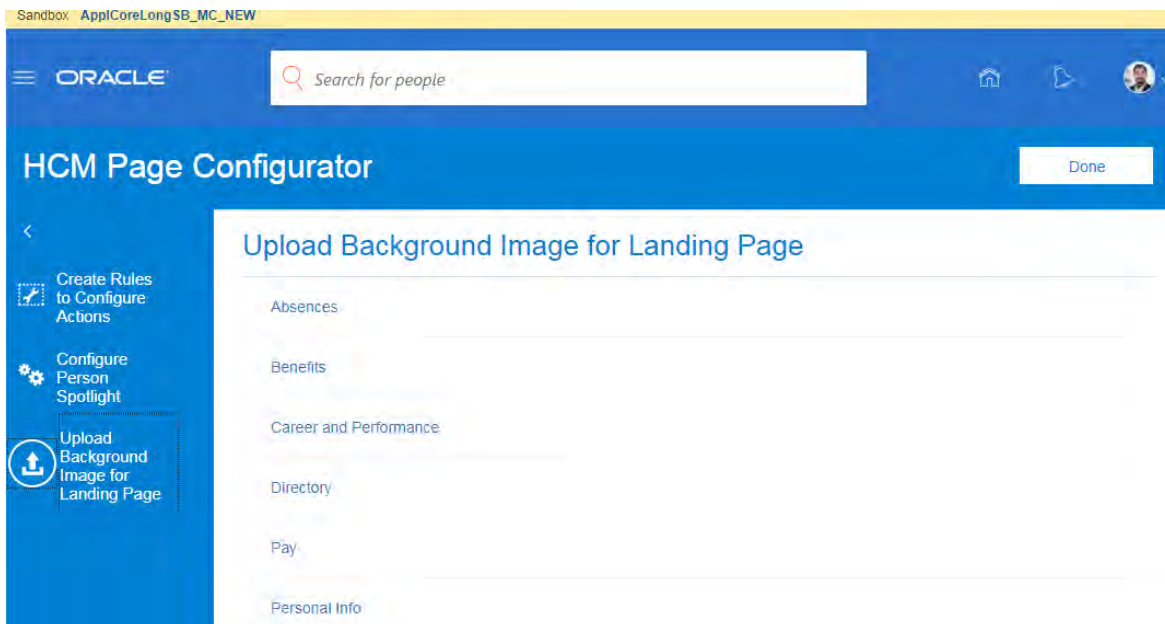 Sandbox ApplCoreLongSB_MC_NEW
ORACLE
Search for people
HCM Page Configurator
Done
Upload Background Image for Landing Page
Create Rules
to Configure
Actions
Configure
Person
Spotlight
Upload
Background
Image for
Landing Page
Absences
Benefits
Career and Performance
Directory
Pay
Personal Info